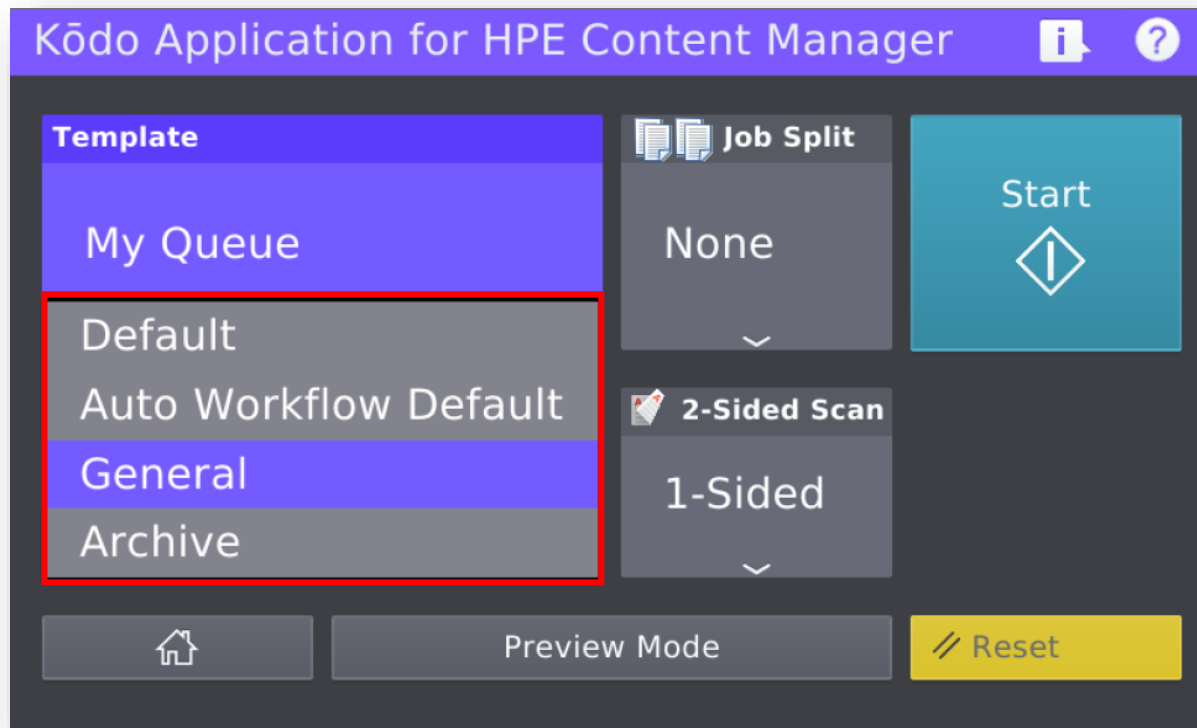 Kōdo Application for HPE Content Manager
Template
My Queue
Default
Auto Workflow Default
General
Archive
Job Split
None
2-Sided Scan
1-Sided
Start
Preview Mode
Reset